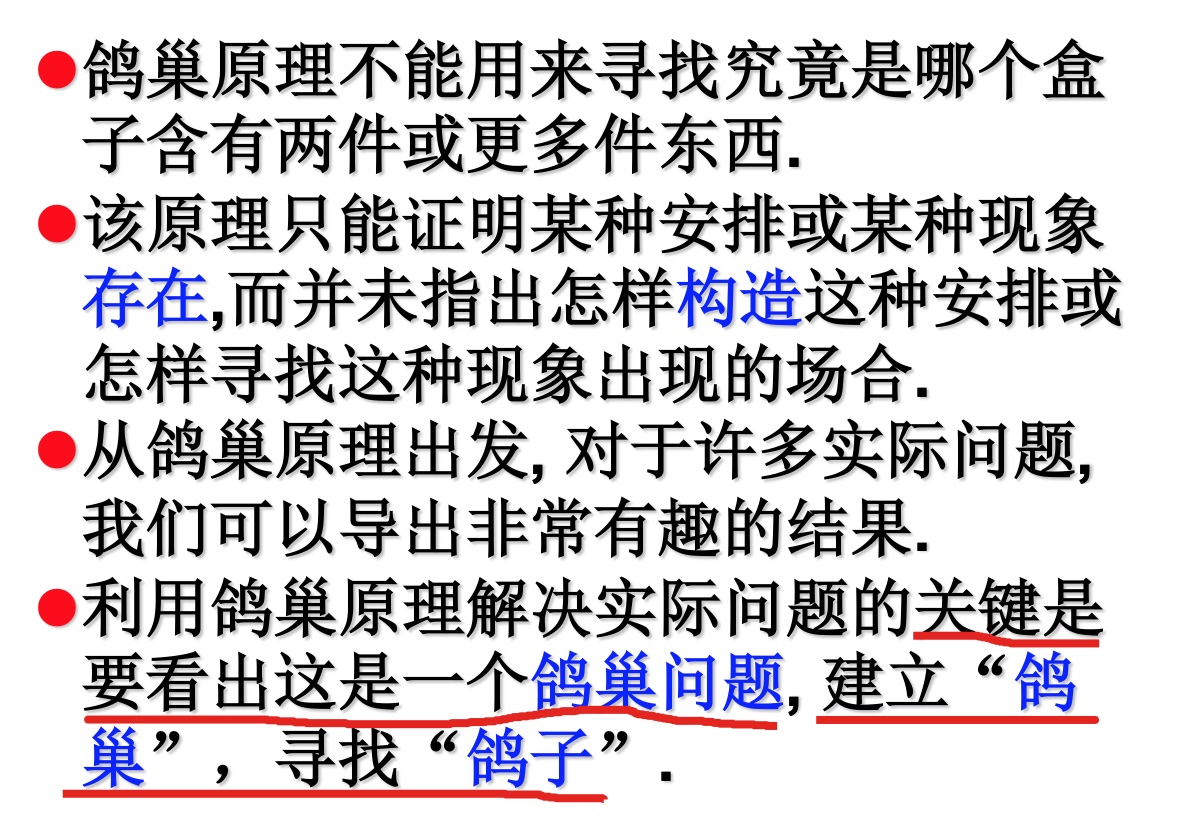 ●鸽巢原理不能用来寻找究竟是哪个盒
子含有两件或更多件东西.
●该原理只能证明某种安排或某种现象
存在,而并未指出怎样构造这种安排或
怎样寻找这种现象出现的场合.
●从鸽巢原理出发, 对于许多实际问题,
我们可以导出非常有趣的结果.
●利用鸽巢原理解决实际问题的关键是
要看出这是一个鸽巢问题, 建立“鸽
巢”，寻找“鸽子”.